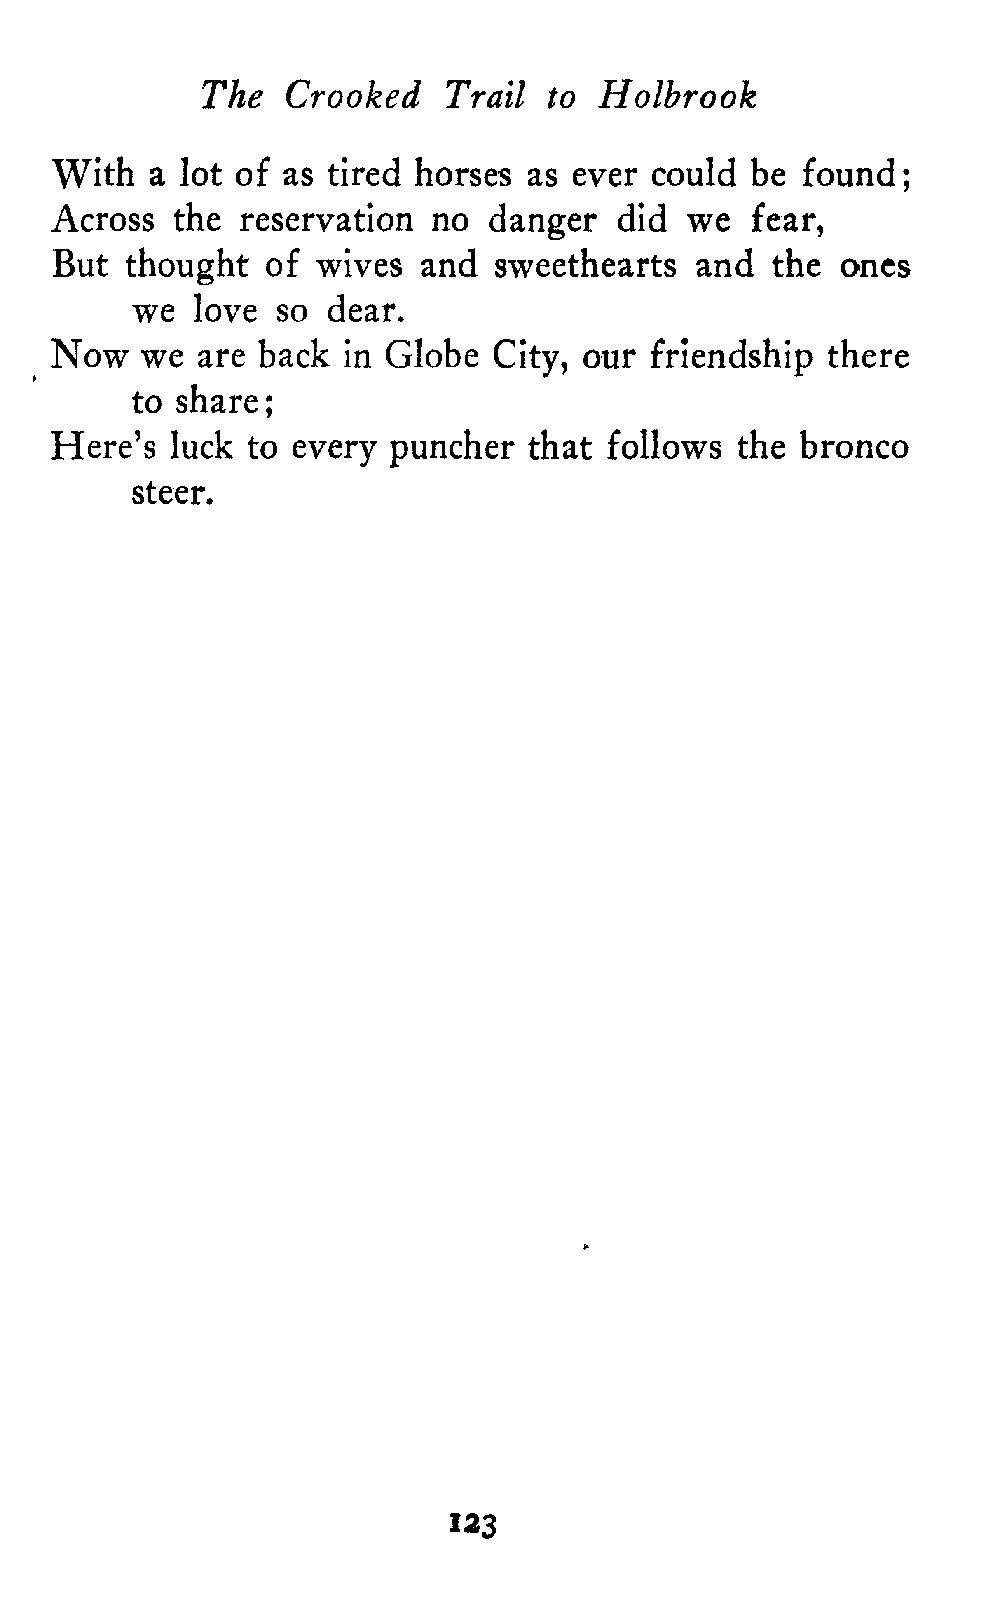 The Crooked Trail to Holbrook
With a lot of as tired horses as ever could be found;
Across the reservation no danger did we fear,
But thought of wives and sweethearts and the ones
we love so dear.
Now we are back in Globe City, our friendship there
to share;
Here's luck to every puncher that follows the bronco
steer.
123